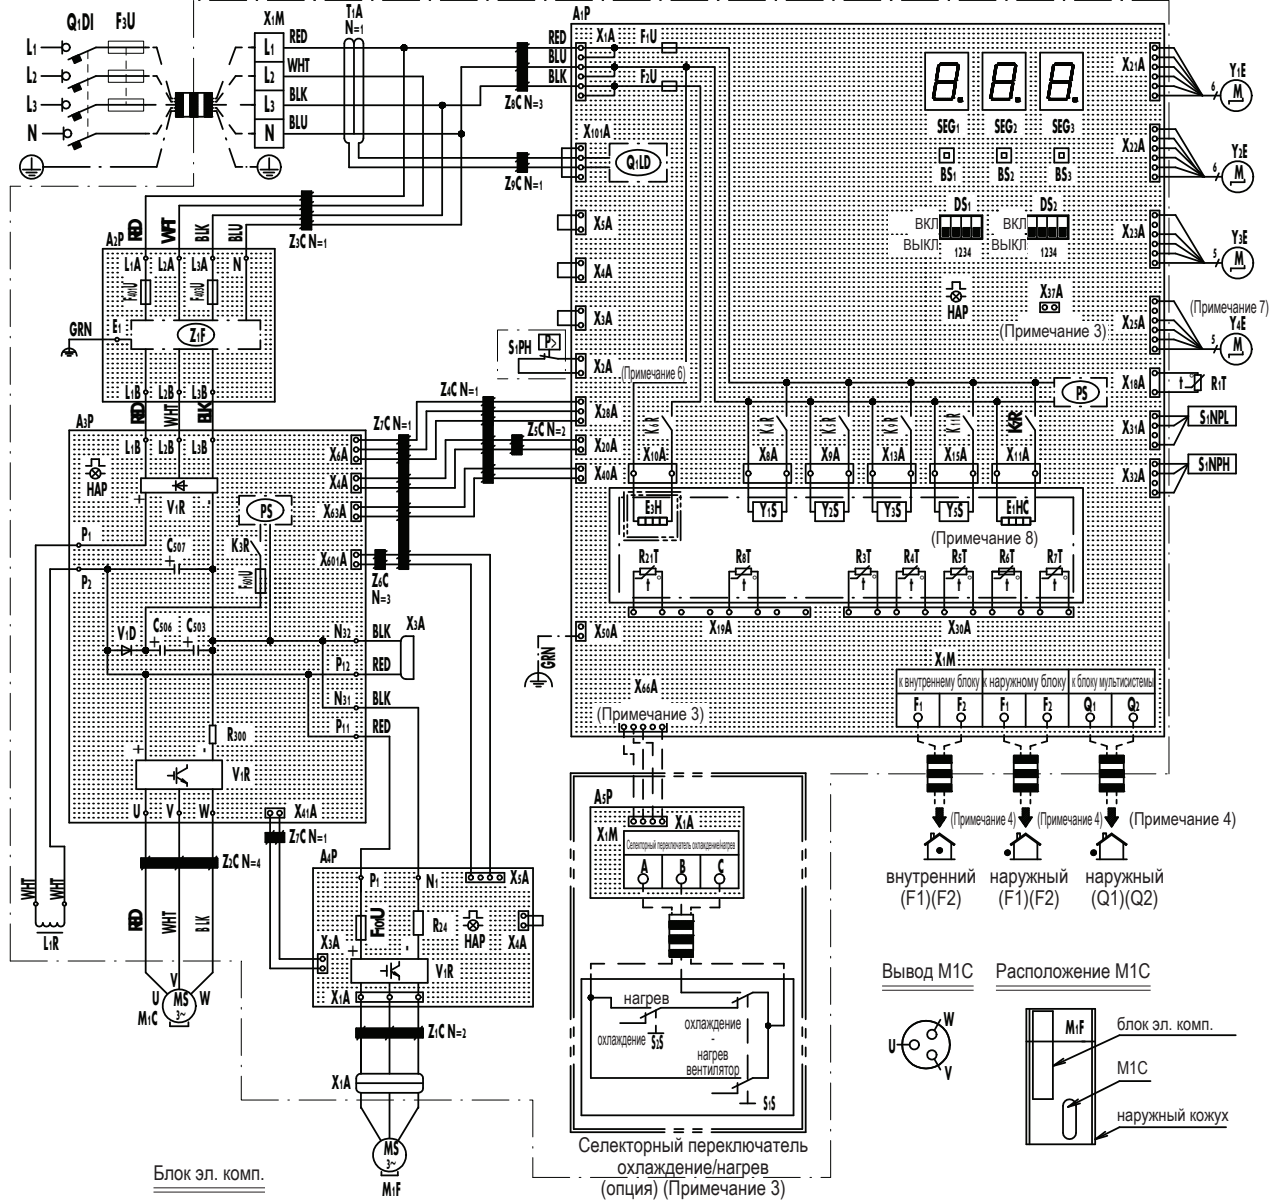 Q1DI F3U X1M T1A N=1 A1P
L1 L1 RED RED X1A F1U
L2 L2 WHT BLU
L3 L3 BLK BLK F2U
N N BLU
Z8C N=3
X101A
Q1LD
Z9C N=1
SEG1 SEG2 SEG3
BS1 BS2 BS3
DS1 DS2
ВКЛ ВКЛ
ВЫКЛ ВЫКЛ
1234 1234
HAP X37A
(Примечание 3)
X21A Y1E
6 M
X22A Y2E
6 M
X23A Y3E
5 M
(Примечание 7)
X25A Y4E
5 M
X18A t R1T
X31A S1NPL
X32A S1NPH
X5A
X4A
X3A
X2A
S1PH P>
(Примечание 6)
X28A
X20A
X40A
PS
K7R
X10A X8A X9A X13A X15A X11A
E3H Y1S Y2S Y3S Y5S E1HC
(Примечание 8)
R21T R8T R3T R4T R5T R6T R7T
t t t t t t t
X19A X30A
X50A
GRN
X66A
(Примечание 3)
X1M
к внутреннему блоку к наружному блоку к блоку мультисистемы
F1 F2 F1 F2 Q1 Q2
(Примечание 4) (Примечание 4) (Примечание 4)
внутренний наружный наружный
(F1)(F2) (F1)(F2) (Q1)(Q2)
RED WHT BLK BLU
Z3C N=1
A2P
L1A L2A L3A N
F401U F403U
GRN E1 Z1F
L1B L2B L3B
RED WHT BLK
A3P
L1B L2B L3B
HAP
V1R
PS
P1
P2
C507
K3R
F601U
V1D C506 C503
X6A
X4A
X63A
X601A
Z7C N=1
Z4C N=1
Z5C N=2
Z6C
N=3
N32 BLK X3A
P12 RED
N31 BLK
P11 RED
R300
V1R
U V W X41A
Z2C N=4
Z7C N=1
WHT WHT
L1R
RED WHT BLK
U V W
MS
3~
M1C
A4P
P1 N1 X5A
F101U R24 HAP X4A
X3A
V1R
X1A
Z1C N=2
X1A
MS
3~
M1F
Блок эл. комп.
A5P
X1M X1A
Селекторный переключатель охлаждение/нагрев
A B C
нагрев
охлаждение S2S
охлаждение
-
нагрев
вентилятор
S1S
Селекторный переключатель
охлаждение/нагрев
(опция) (Примечание 3)
Вывод M1C
U W V
Расположение M1C
M1F
блок эл. комп.
M1C
наружный кожух